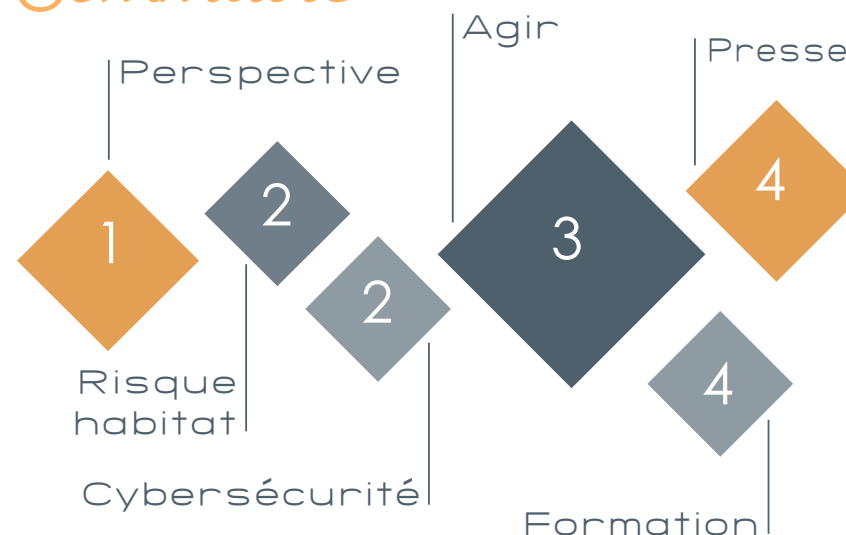 Agir
Presse
Perspective
1
2
2
3
4
4
Risque
habitat
Cybersécurité
Formation